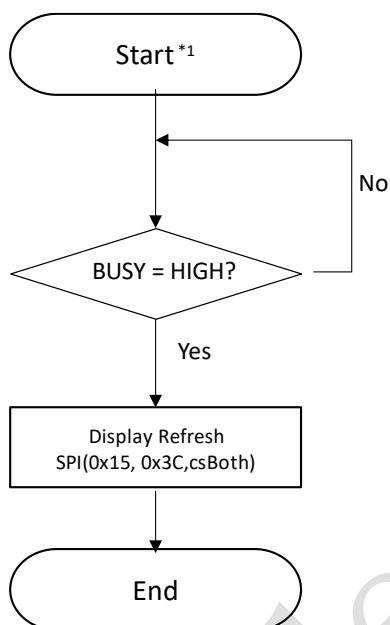 Start *1
No
BUSY = HIGH?
Yes
Display Refresh
SPI(0x15, 0x3C,csBoth)
End